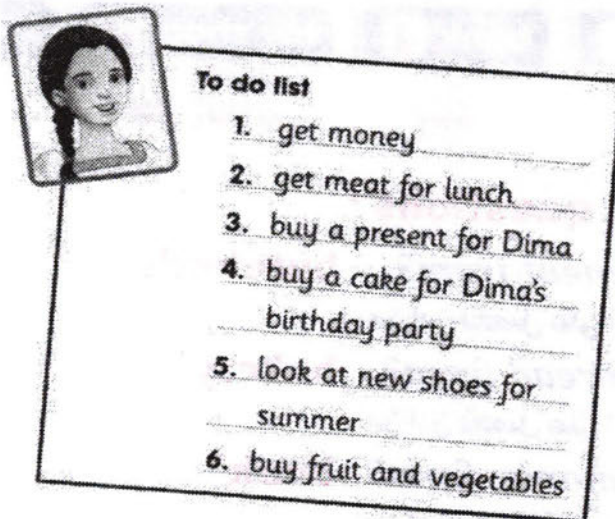 To do list
1. get money
2. get meat for lunch
3. buy a present for Dima
4. buy a cake for Dima's
birthday party
5. look at new shoes for
summer
6. buy fruit and vegetables